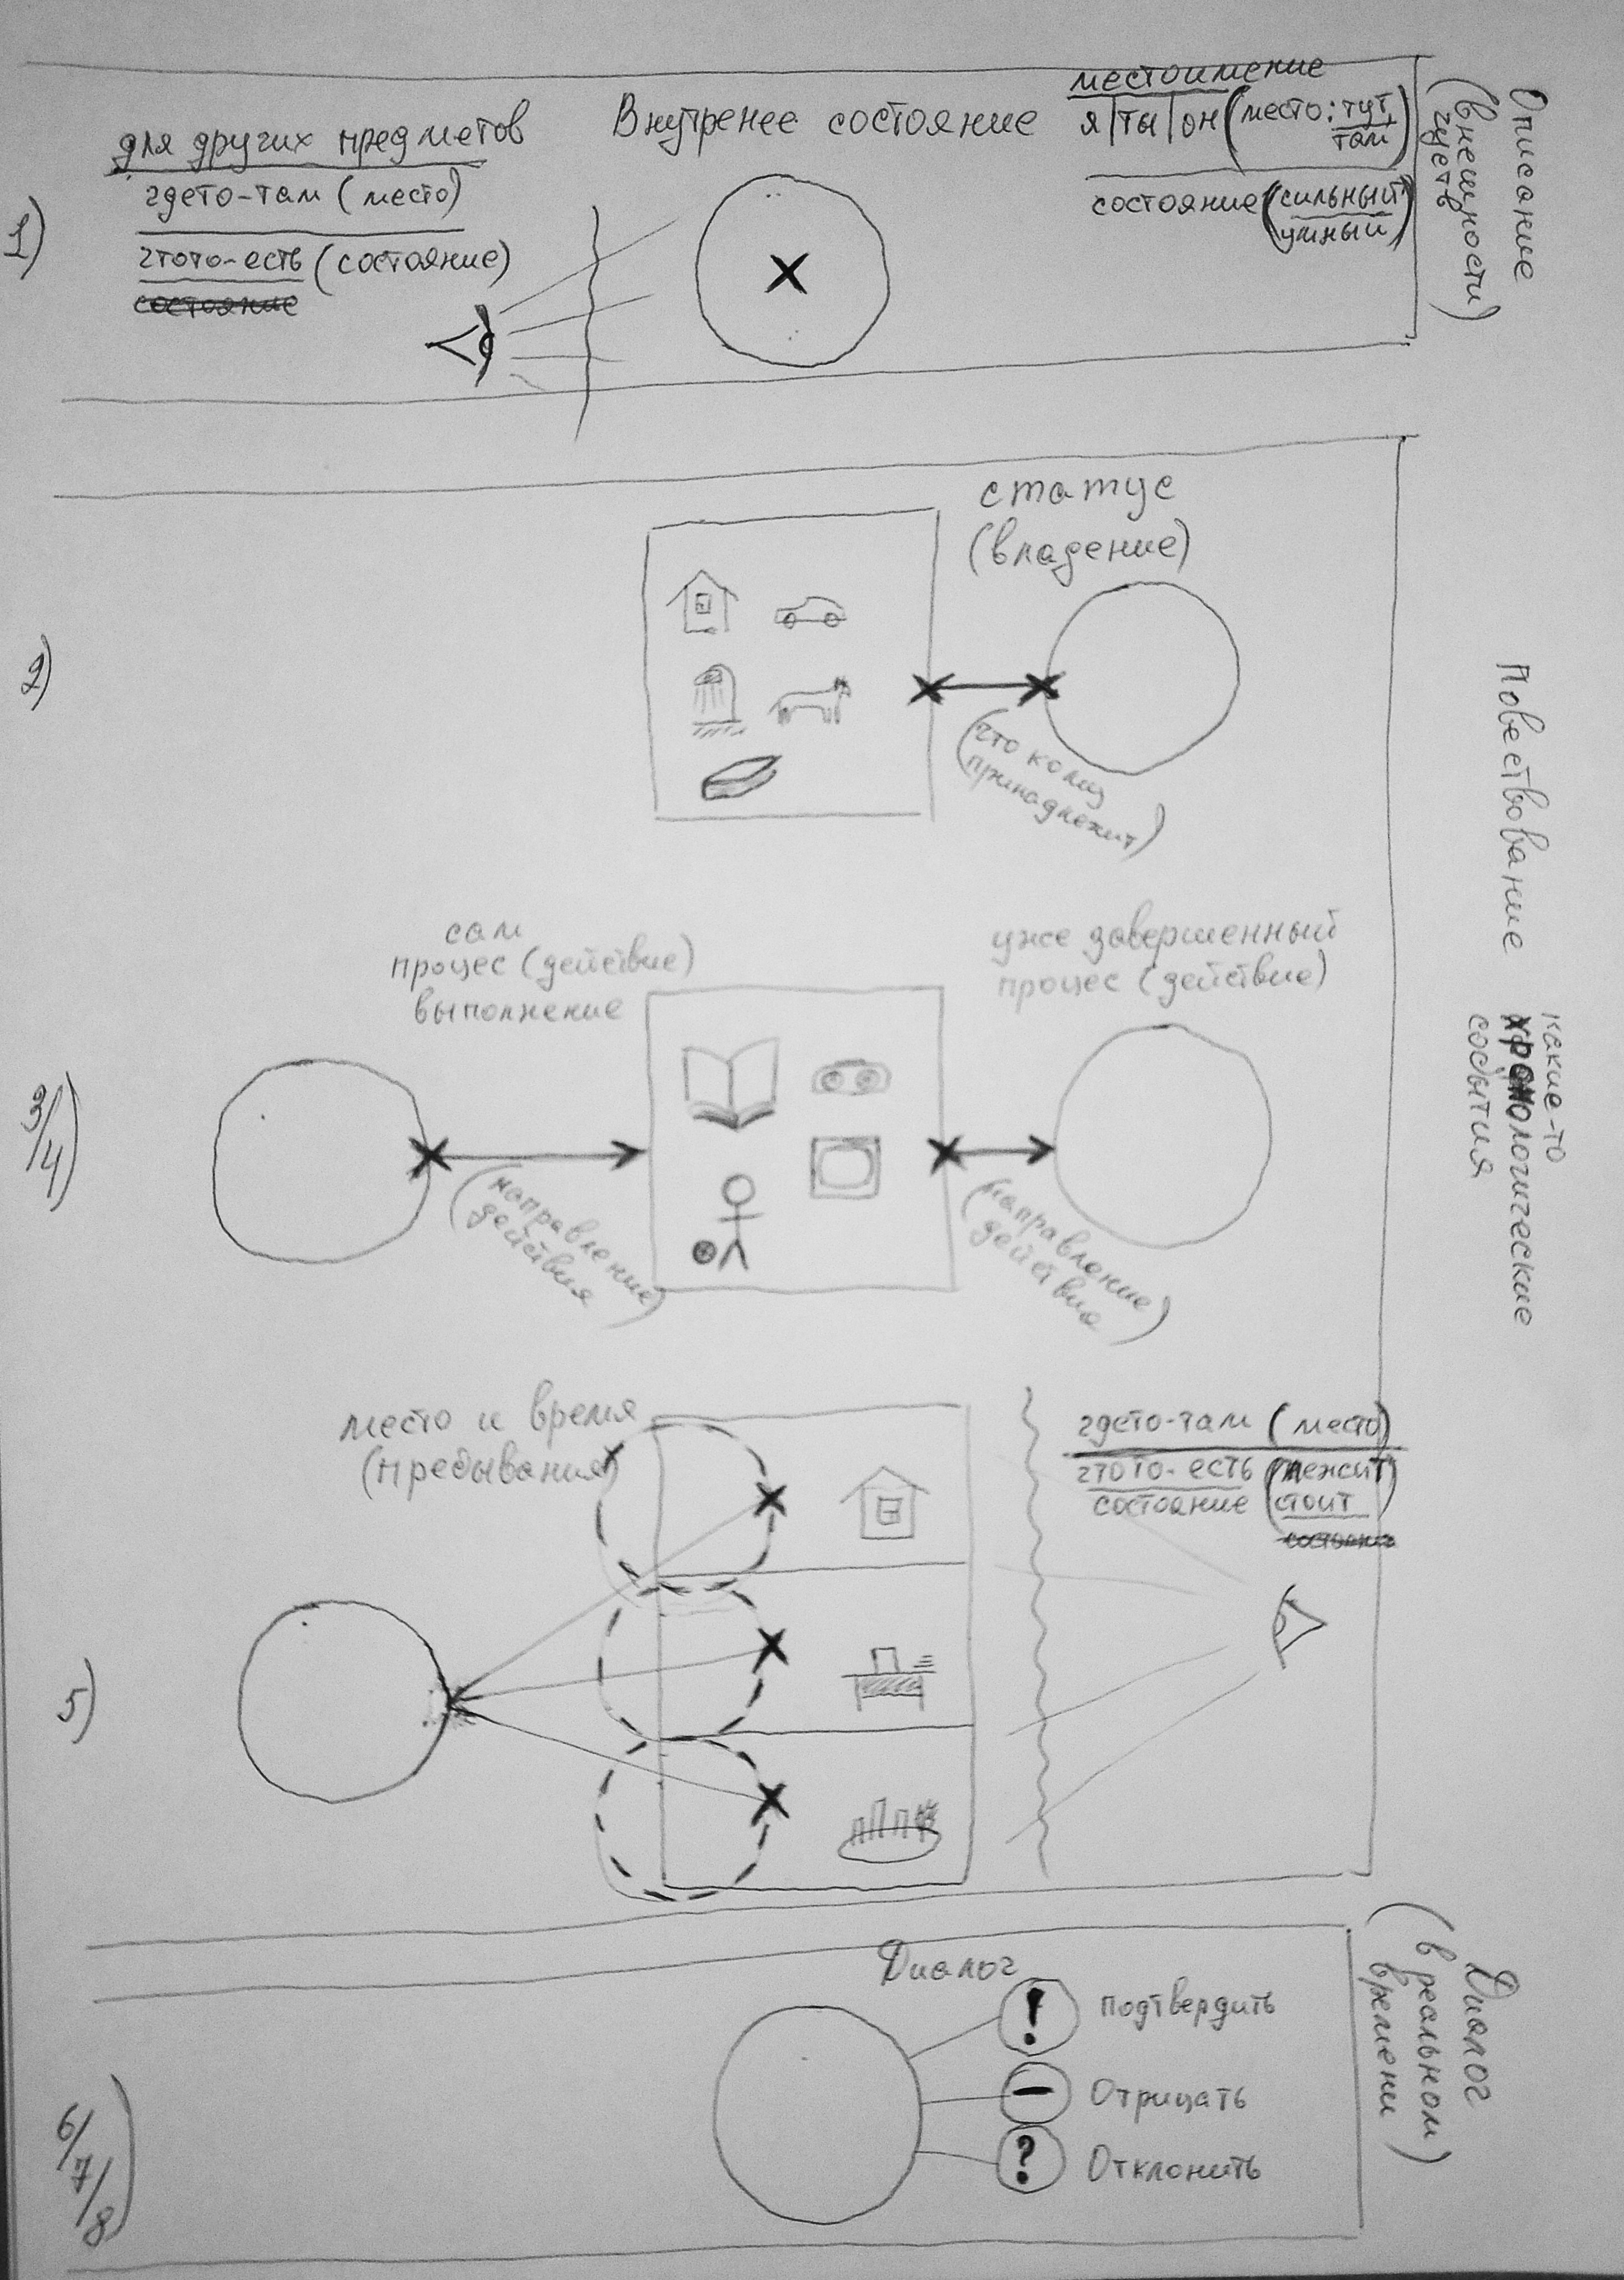 местоимение
для других предметов
Внутренее состояние
я/ты/он (место: тут,
там)
гдето-там (место)
состояние (сильный
умный)
1)
чтото-есть (состояние)
состояние
Описание
(внешности
статус
(владение)
2)
(что кому
принадлежит)
Повествование
сам
процес (действие)
выполнение
уже завершенный
процес (действие)
какие-то
хронологические
события
3/4)
(направление
действия)
(направление
действия)
место и время
(пребывания)
гдето-там (место)
чтото-есть (лежит
состояние стоит)
состояние
5)
Диалог
6/7/8)
! Подтвердить
– Отрицать
? Отклонить
Диалог
(в реальном
времени)